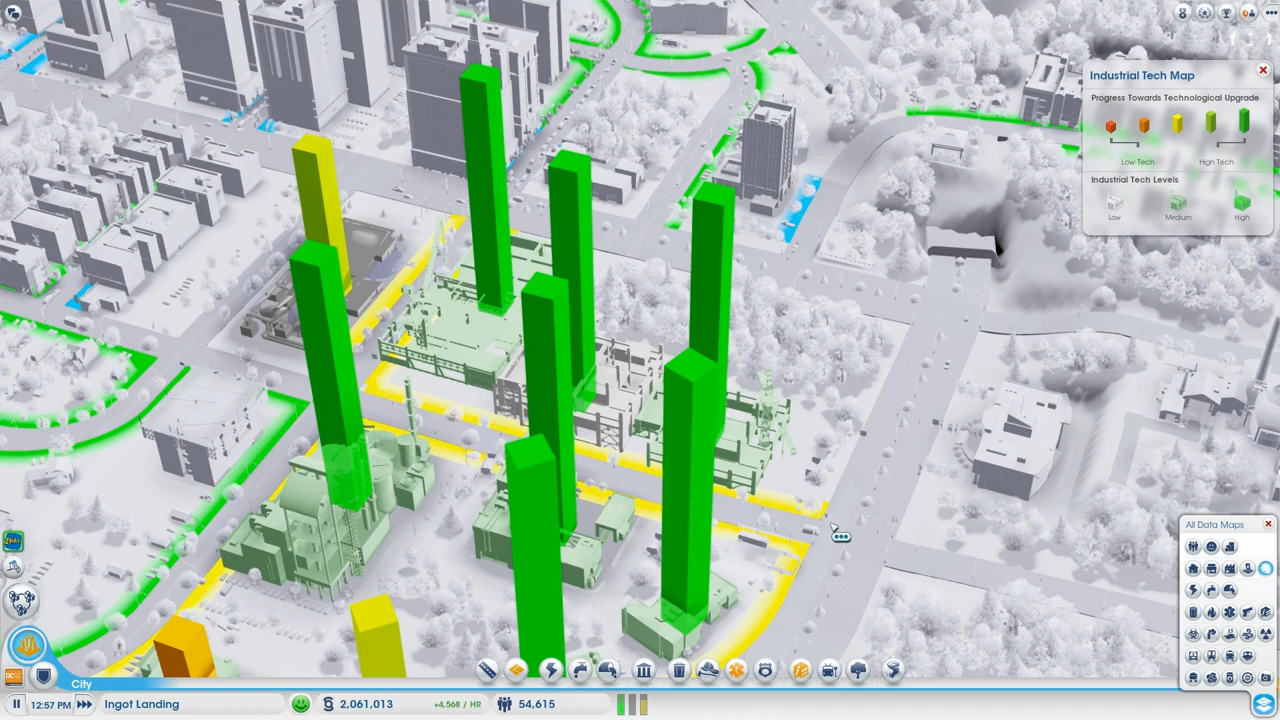 Industrial Tech Map
Progress Towards Technological Upgrade
Low Tech High Tech
Industrial Tech Levels
Low Medium High
All Data Maps
City
12:57 PM
Ingot Landing
2,061,013
+4,568 / HR
54,615